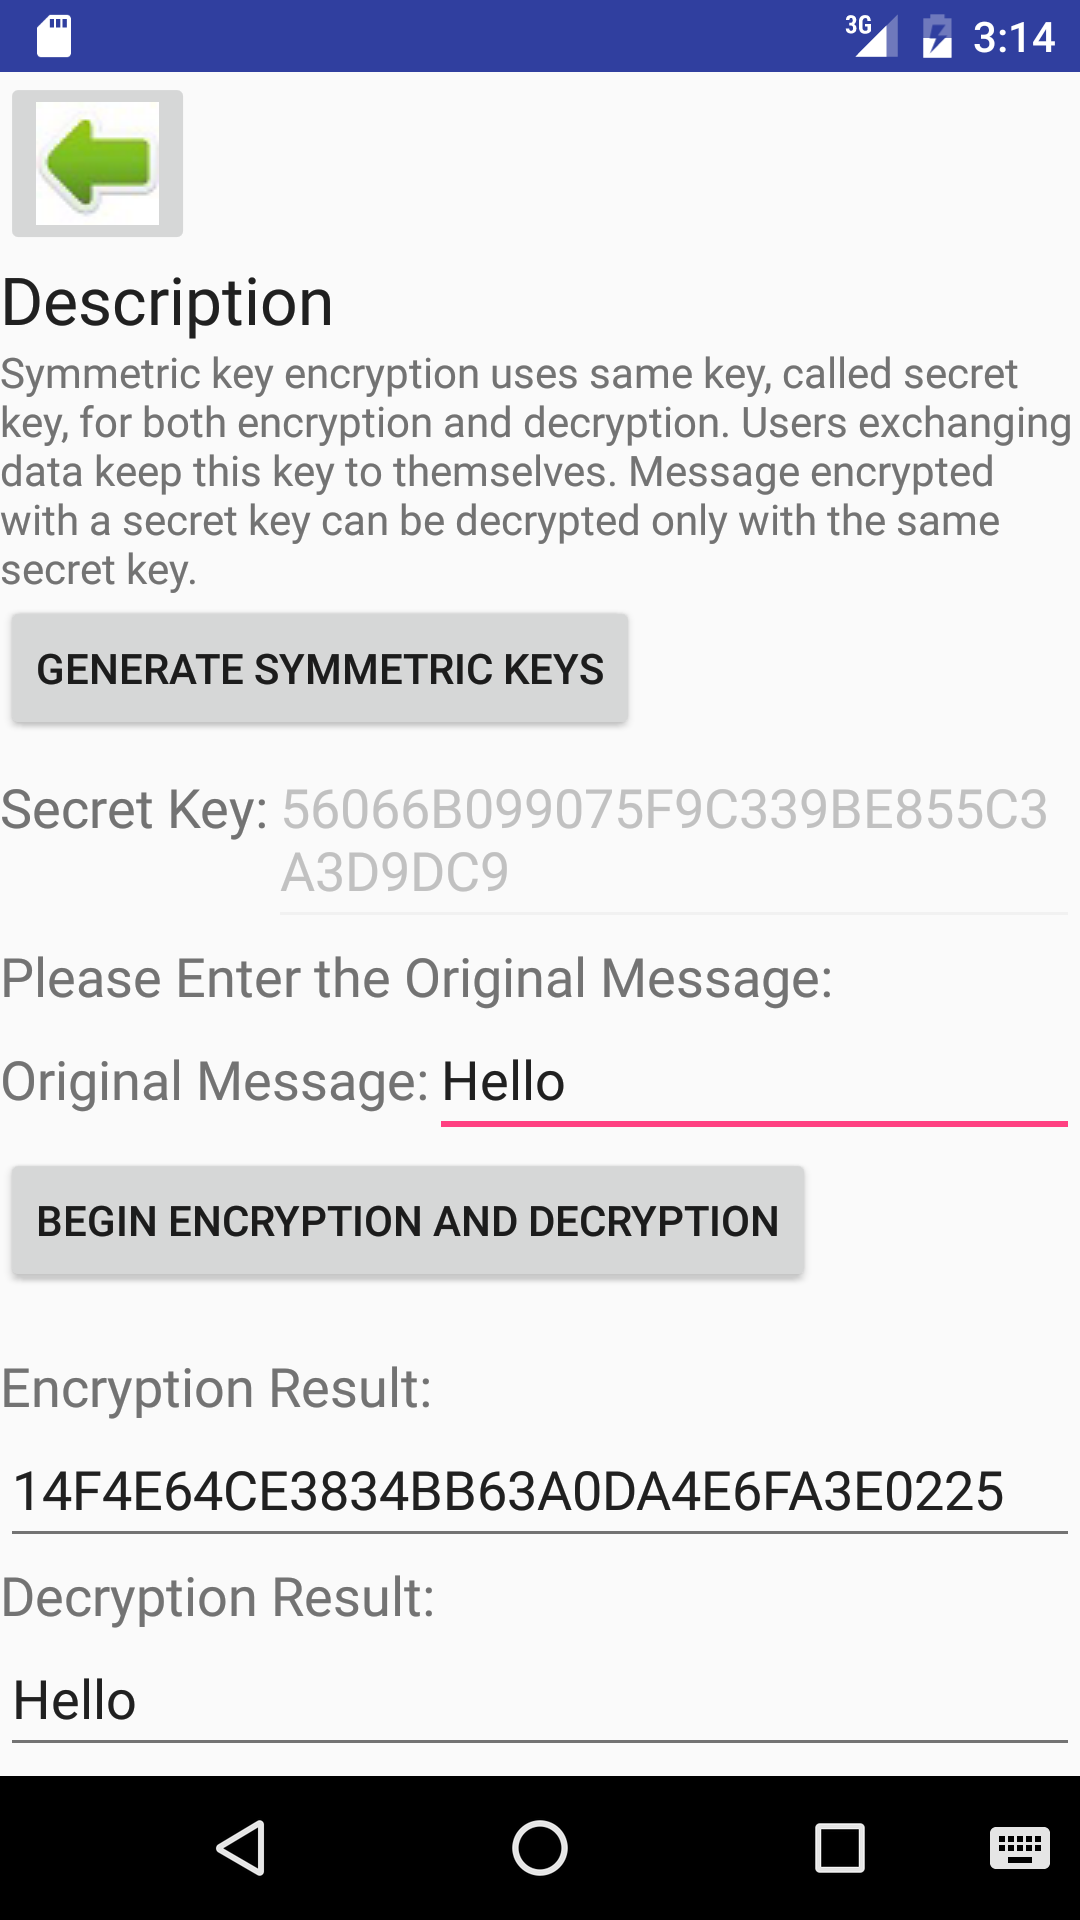 3G 3:14
Description
Symmetric key encryption uses same key, called secret
key, for both encryption and decryption. Users exchanging
data keep this key to themselves. Message encrypted
with a secret key can be decrypted only with the same
secret key.
GENERATE SYMMETRIC KEYS
Secret Key: 56066B099075F9C339BE855C3
A3D9DC9
Please Enter the Original Message:
Original Message: Hello
BEGIN ENCRYPTION AND DECRYPTION
Encryption Result:
14F4E64CE3834BB63A0DA4E6FA3E0225
Decryption Result:
Hello